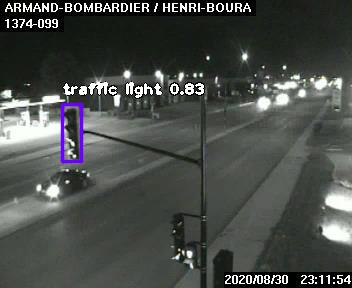 ARMAND-BOMBARDIER / HENRI-BOURA
1374-099
traffic light 0.83
2020/08/30 23:11:54